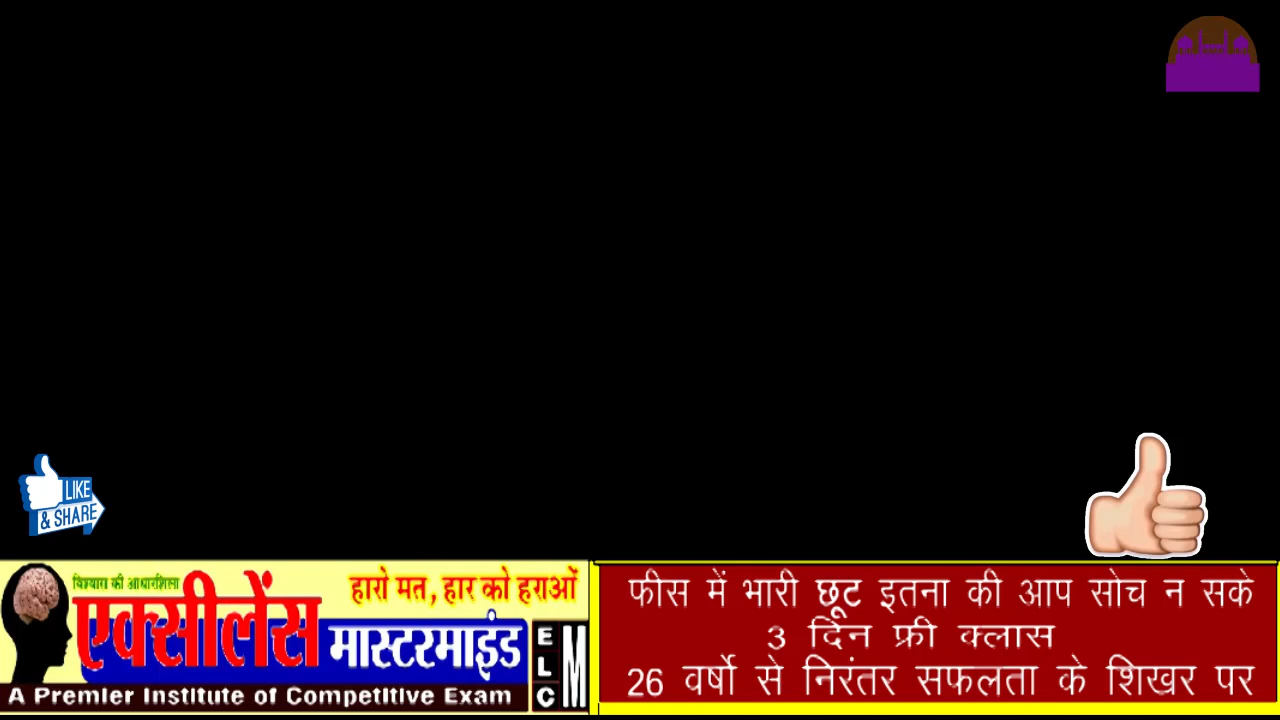 LIKE
& SHARE
विश्वास की आधारशिला
एक्सीलेंस
हारो मत, हार को हराओं
मास्टरमाइंड
E
L
C
M
A Premier Institute of Competitive Exam
फीस में भारी छूट इतना की आप सोच न सके
3 दिन फ्री क्लास
26 वर्षो से निरंतर सफलता के शिखर पर